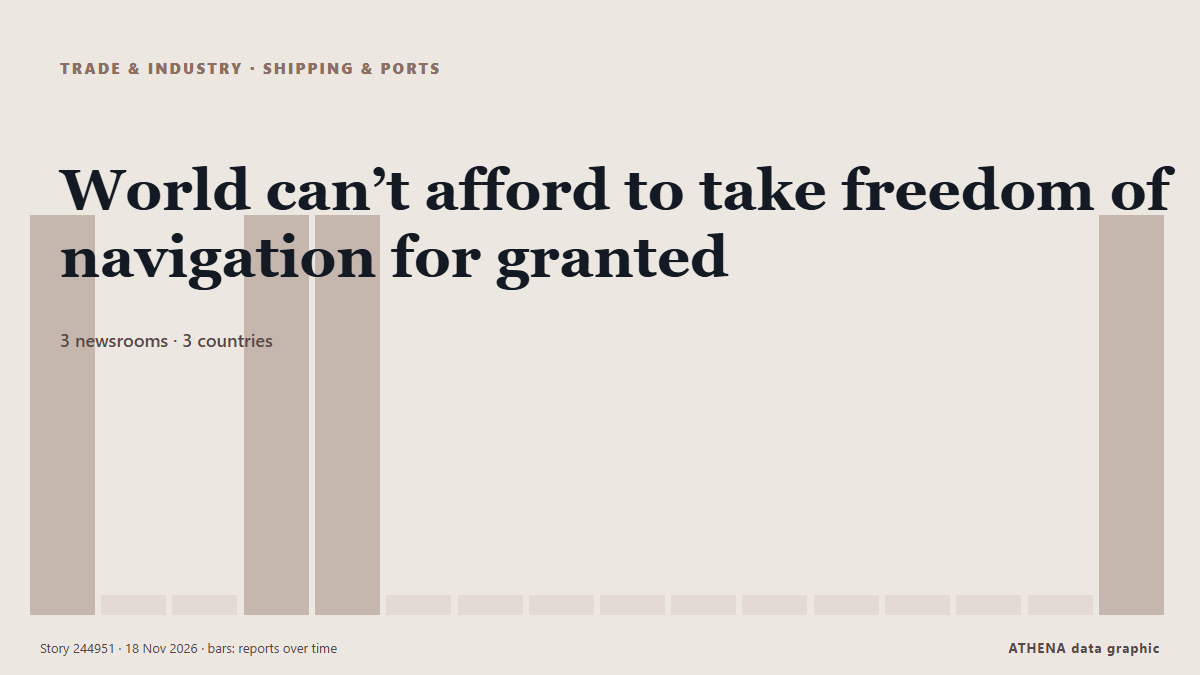 TRADE & INDUSTRY · SHIPPING & PORTS
World can’t afford to take freedom of
navigation for granted
3 newsrooms · 3 countries
Story 244951 · 18 Nov 2026 · bars: reports over time
ATHENA data graphic